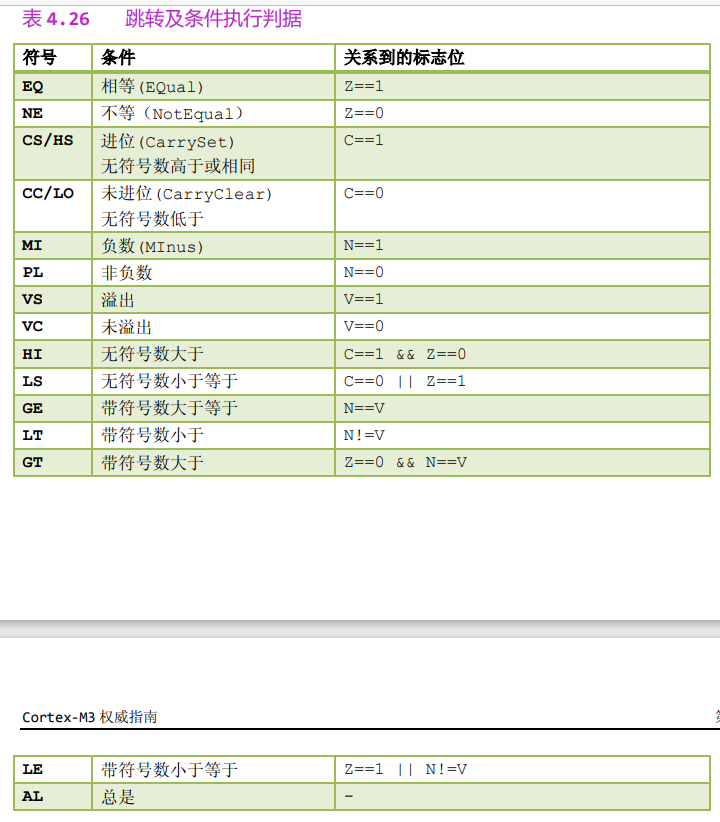 表 4.26 跳转及条件执行判据
符号 条件 关系到的标志位
EQ 相等(EQual) Z==1
NE 不等（NotEqual） Z==0
CS/HS 进位(CarrySet) C==1
无符号数高于或相同
CC/LO 未进位(CarryClear) C==0
无符号数低于
MI 负数(MInus) N==1
PL 非负数 N==0
VS 溢出 V==1
VC 未溢出 V==0
HI 无符号数大于 C==1 && Z==0
LS 无符号数小于等于 C==0 || Z==1
GE 带符号数大于等于 N==V
LT 带符号数小于 N!=V
GT 带符号数大于 Z==0 && N==V
Cortex-M3 权威指南
LE 带符号数小于等于 Z==1 || N!=V
AL 总是 -